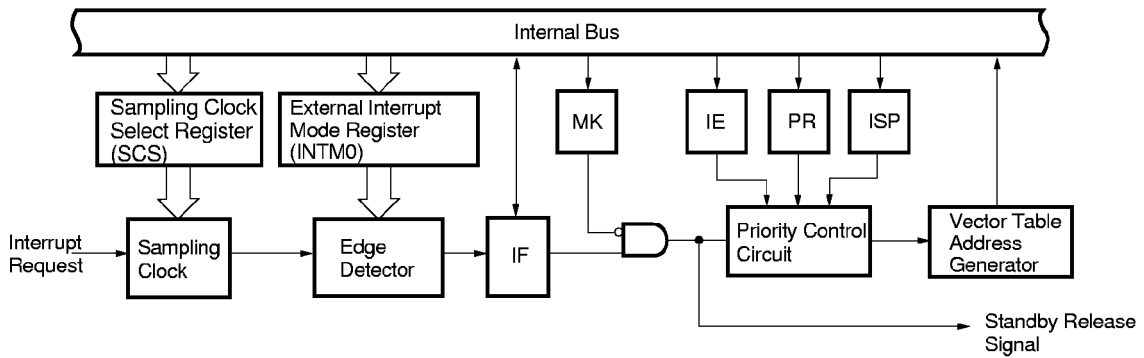 Internal Bus
Sampling Clock
Select Register
(SCS)
External Interrupt
Mode Register
(INTM0)
MK
IE
PR
ISP
Interrupt
Request
Sampling
Clock
Edge
Detector
IF
Priority Control
Circuit
Vector Table
Address
Generator
Standby Release
Signal